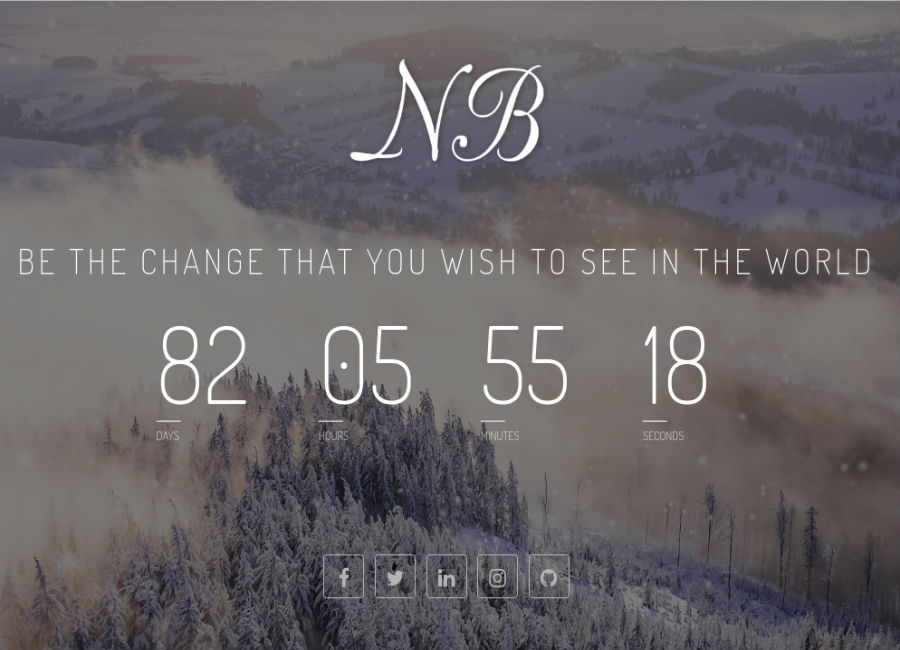 NB
BE THE CHANGE THAT YOU WISH TO SEE IN THE WORLD
82 05 55 18
DAYS HOURS MINUTES SECONDS